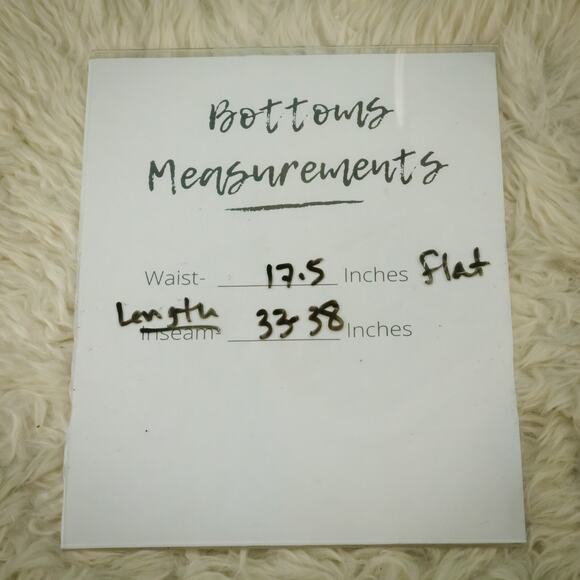 Bottoms
Measurements
Waist- 17.5 Inches Flat
Length
Inseam- 33-38 Inches